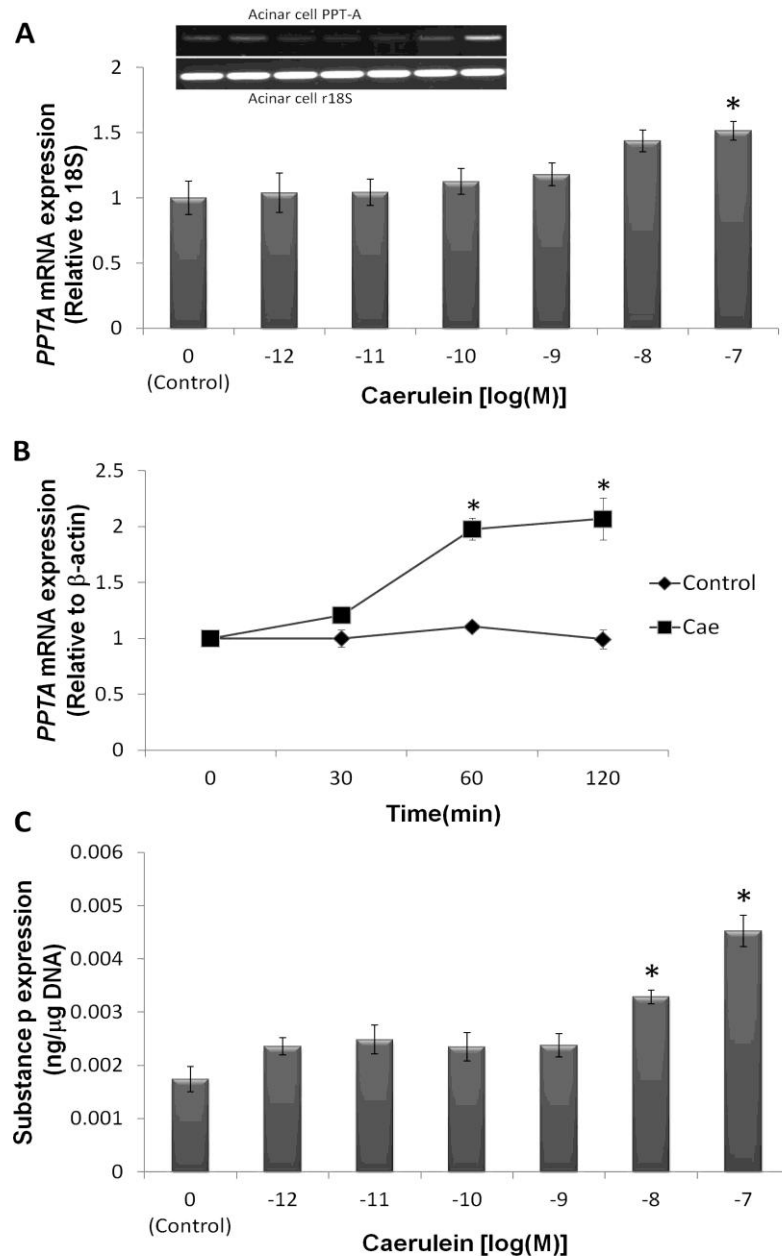 A
Acinar cell PPT-A
Acinar cell r18S
PPTA mRNA expression
(Relative to 18S)
2
1.5
1
0.5
0
*
0 -12 -11 -10 -9 -8 -7
(Control)
Caerulein [log(M)]
B
PPTA mRNA expression
(Relative to β-actin)
2.5
2
1.5
1
0.5
0
* *
Control
Cae
0 30 60 120
Time(min)
C
Substance p expression
(ng/µg DNA)
0.006
0.005
0.004
0.003
0.002
0.001
0
* *
0 -12 -11 -10 -9 -8 -7
(Control)
Caerulein [log(M)]